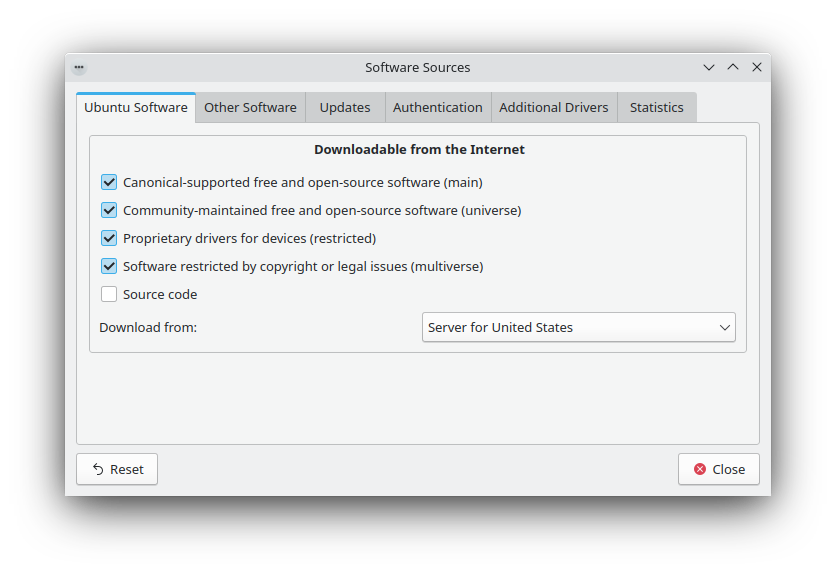 Software Sources
Ubuntu Software Other Software Updates Authentication Additional Drivers Statistics
Downloadable from the Internet
Canonical-supported free and open-source software (main)
Community-maintained free and open-source software (universe)
Proprietary drivers for devices (restricted)
Software restricted by copyright or legal issues (multiverse)
Source code
Download from: Server for United States
Reset Close